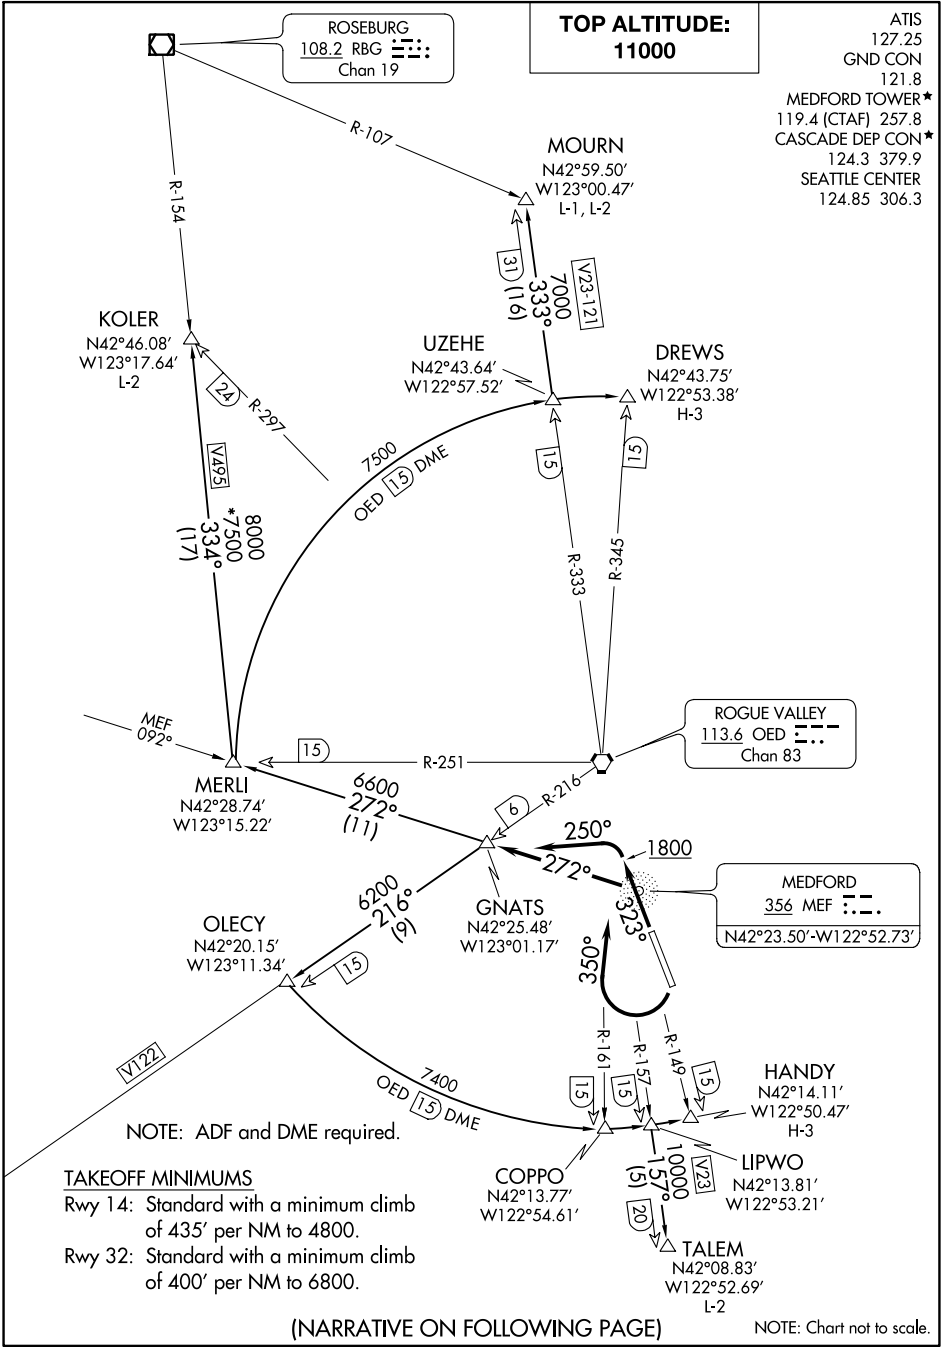 ROSEBURG
108.2 RBG
Chan 19
TOP ALTITUDE:
11000
ATIS
127.25
GND CON
121.8
MEDFORD TOWER★
119.4 (CTAF) 257.8
CASCADE DEP CON★
124.3 379.9
SEATTLE CENTER
124.85 306.3
R-107
R-154
MOURN
N42°59.50′
W123°00.47′
L-1, L-2
31
(16)
333°
7000
V23-121
KOLER
N42°46.08′
W123°17.64′
L-2
24
R-297
UZEHE
N42°43.64′
W122°57.52′
DREWS
N42°43.75′
W122°53.38′
H-3
7500
OED 15 DME
15
15
V495
8000
*7500
334°
(17)
R-333
R-345
MEF
092°
15
R-251
ROGUE VALLEY
113.6 OED
Chan 83
MERLI
N42°28.74′
W123°15.22′
6600
272°
(11)
6
R-216
250°
1800
272°
323°
MEDFORD
356 MEF
N42°23.50′-W122°52.73′
GNATS
N42°25.48′
W123°01.17′
6200
216°
(9)
OLECY
N42°20.15′
W123°11.34′
15
350°
V122
7400
OED 15 DME
R-161
R-157
R-149
15
15
15
HANDY
N42°14.11′
W122°50.47′
H-3
COPPO
N42°13.77′
W122°54.61′
LIPWO
N42°13.81′
W122°53.21′
10000
157°
(5)
V23
20
TALEM
N42°08.83′
W122°52.69′
L-2
NOTE: ADF and DME required.
TAKEOFF MINIMUMS
Rwy 14: Standard with a minimum climb
of 435′ per NM to 4800.
Rwy 32: Standard with a minimum climb
of 400′ per NM to 6800.
(NARRATIVE ON FOLLOWING PAGE)
NOTE: Chart not to scale.